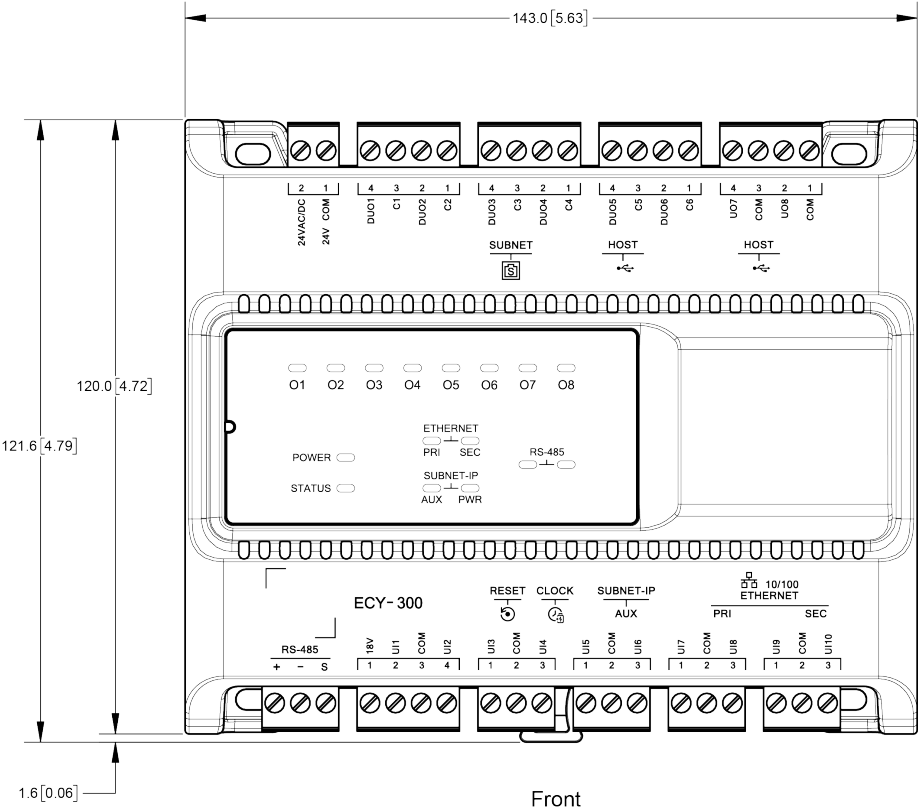 143.0 [5.63]
2 1 4 3 2 1 4 3 2 1 4 3 2 1 4 3 2 1
24VAC/DC 24V COM DUO1 C1 DUO2 C2 DUO3 C3 DUO4 C4 DUO5 C5 DUO6 C6 UO7 COM UO8 COM
SUBNET HOST HOST
S
O1 O2 O3 O4 O5 O6 O7 O8
120.0 [4.72]
ETHERNET
121.6 [4.79]
PRI SEC RS-485
POWER
SUBNET-IP
STATUS
AUX PWR
10/100
RESET CLOCK SUBNET-IP ETHERNET
ECY-300
AUX PRI SEC
RS-485 18V UI1 COM UI2 UI3 COM UI4 UI5 COM UI6 UI7 COM UI8 UI9 COM UI10
+ − S 1 2 3 4 1 2 3 1 2 3 1 2 3 1 2 3
1.6 [0.06]
Front